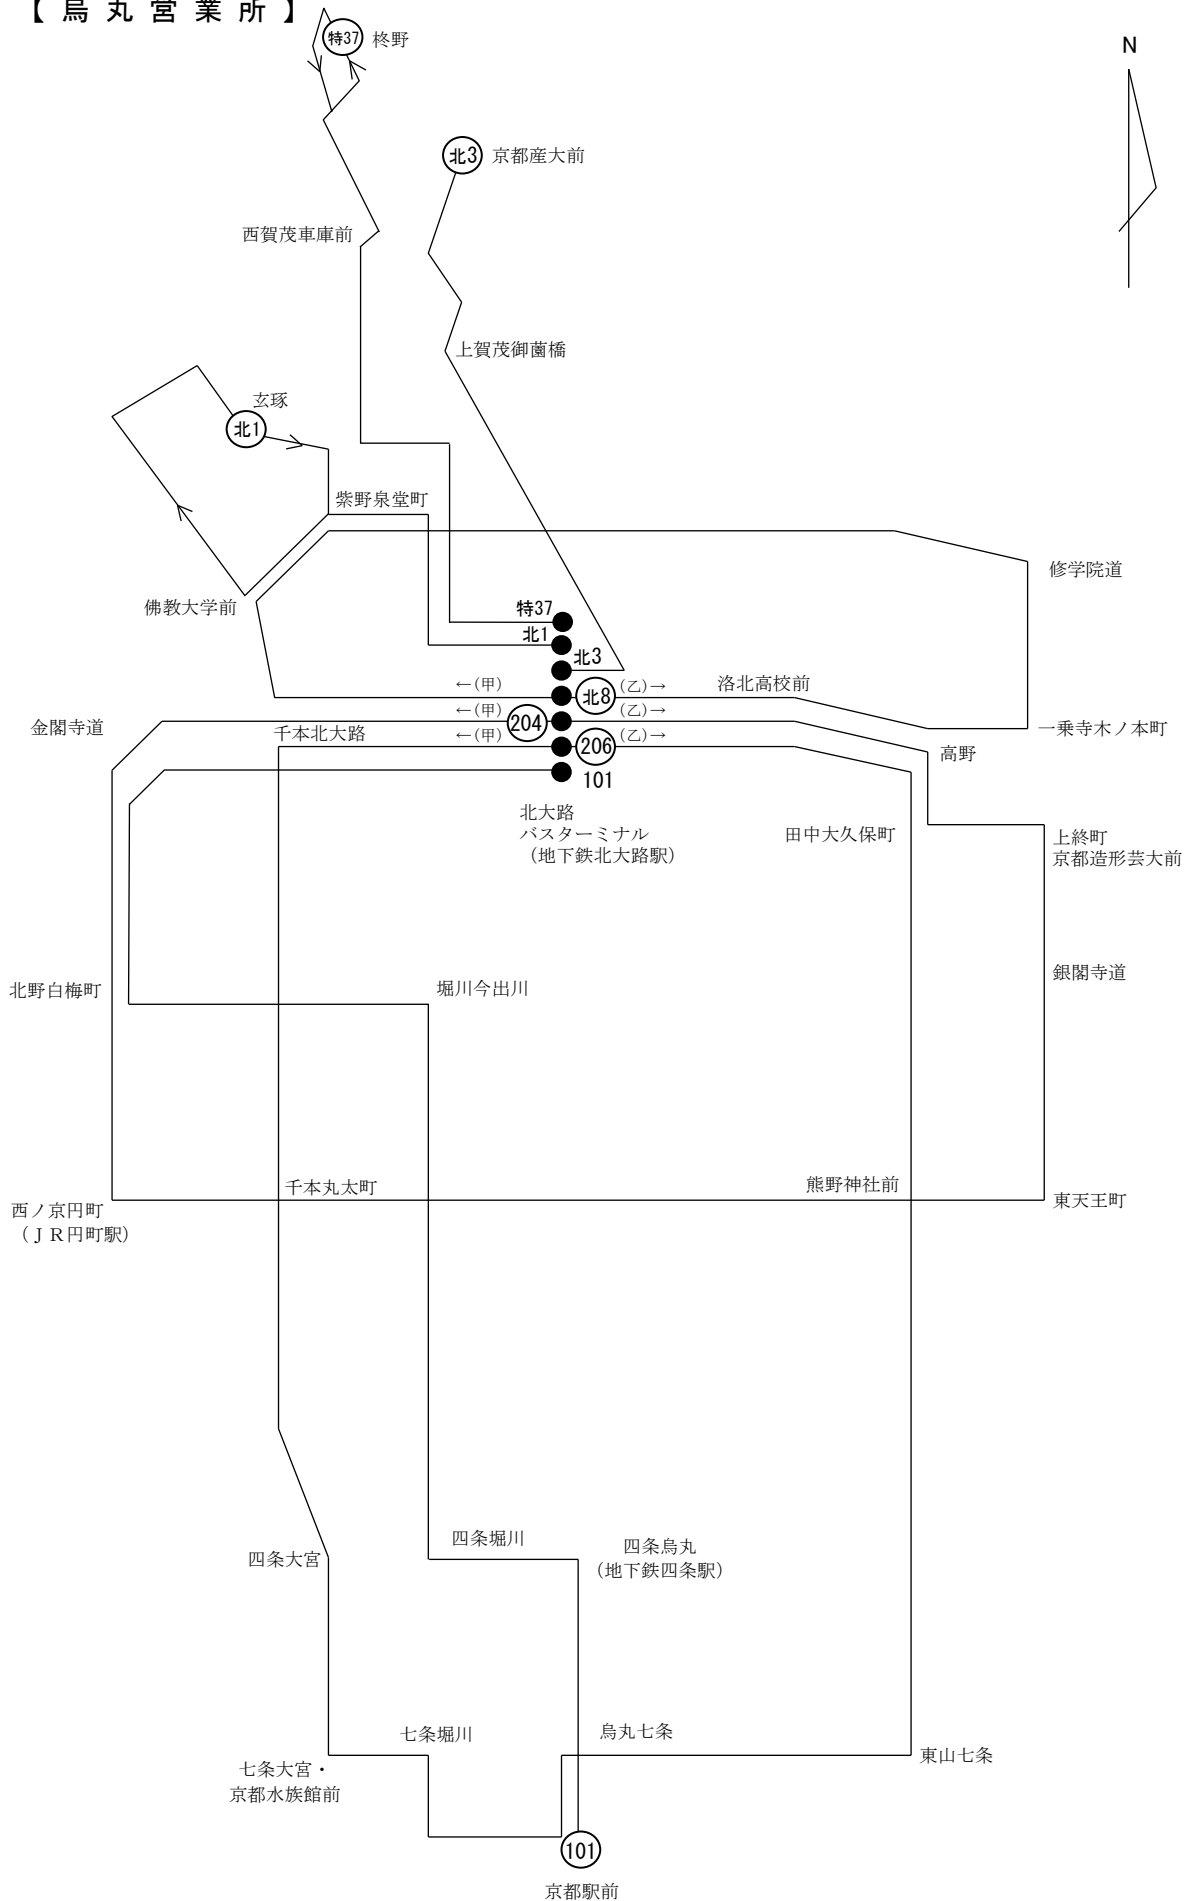 【 烏 丸 営 業 所 】
特37 柊野
N
北3 京都産大前
西賀茂車庫前
上賀茂御薗橋
玄琢
北1
紫野泉堂町
修学院道
佛教大学前
特37
北1
北3
←(甲) 北8 (乙)→ 洛北高校前
←(甲) 204 (乙)→
金閣寺道
一乗寺木ノ本町
千本北大路 ←(甲) 206 (乙)→
高野
101
北大路
バスターミナル
（地下鉄北大路駅）
田中大久保町
上終町
京都造形芸大前
銀閣寺道
北野白梅町
堀川今出川
千本丸太町
熊野神社前
西ノ京円町
（ＪＲ円町駅）
東天王町
四条堀川
四条大宮
四条烏丸
（地下鉄四条駅）
七条堀川
烏丸七条
東山七条
七条大宮・
京都水族館前
101
京都駅前